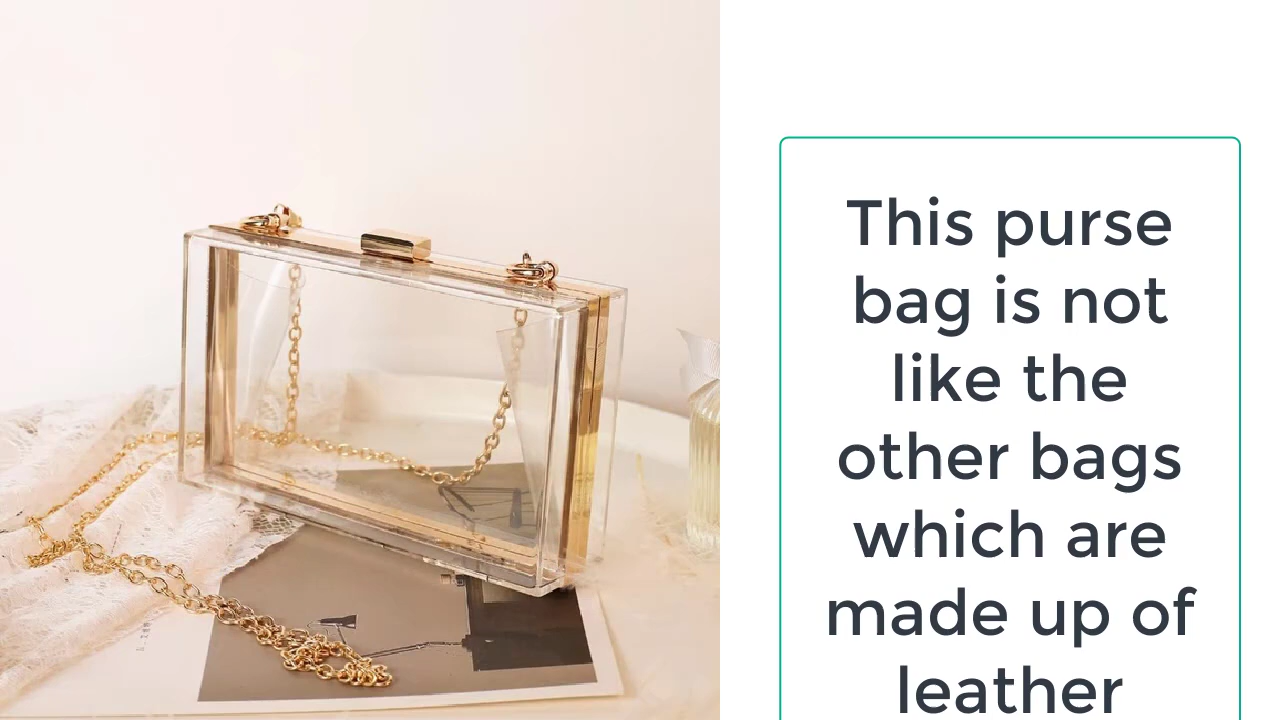 This purse
bag is not
like the
other bags
which are
made up of
leather